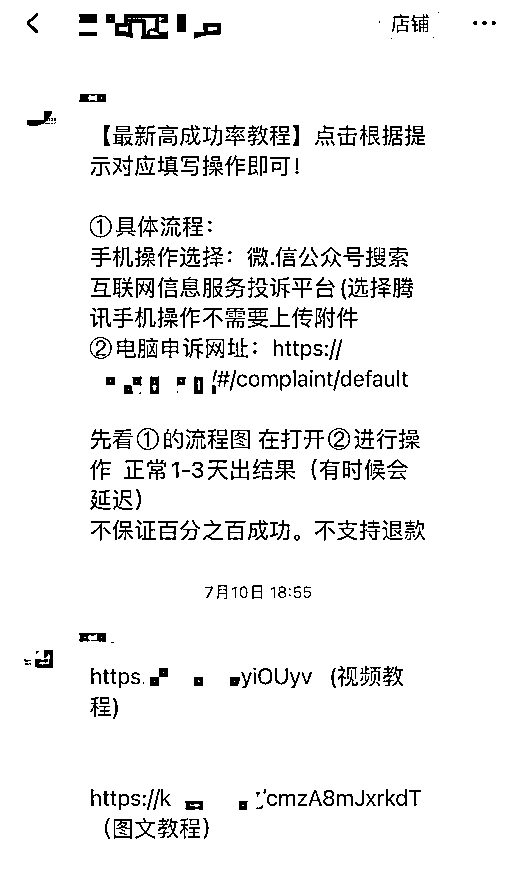 店铺
【最新高成功率教程】点击根据提
示对应填写操作即可！
①具体流程：
手机操作选择：微.信公众号搜索
互联网信息服务投诉平台(选择腾
讯手机操作不需要上传附件
②电脑申诉网址：https://
/#/complaint/default
先看①的流程图 在打开②进行操
作 正常1-3天出结果（有时候会
延迟）
不保证百分之百成功。不支持退款
7月10日 18:55
https. yiOUyv （视频教
程）
https://k cmzA8mJxrkdT
（图文教程）